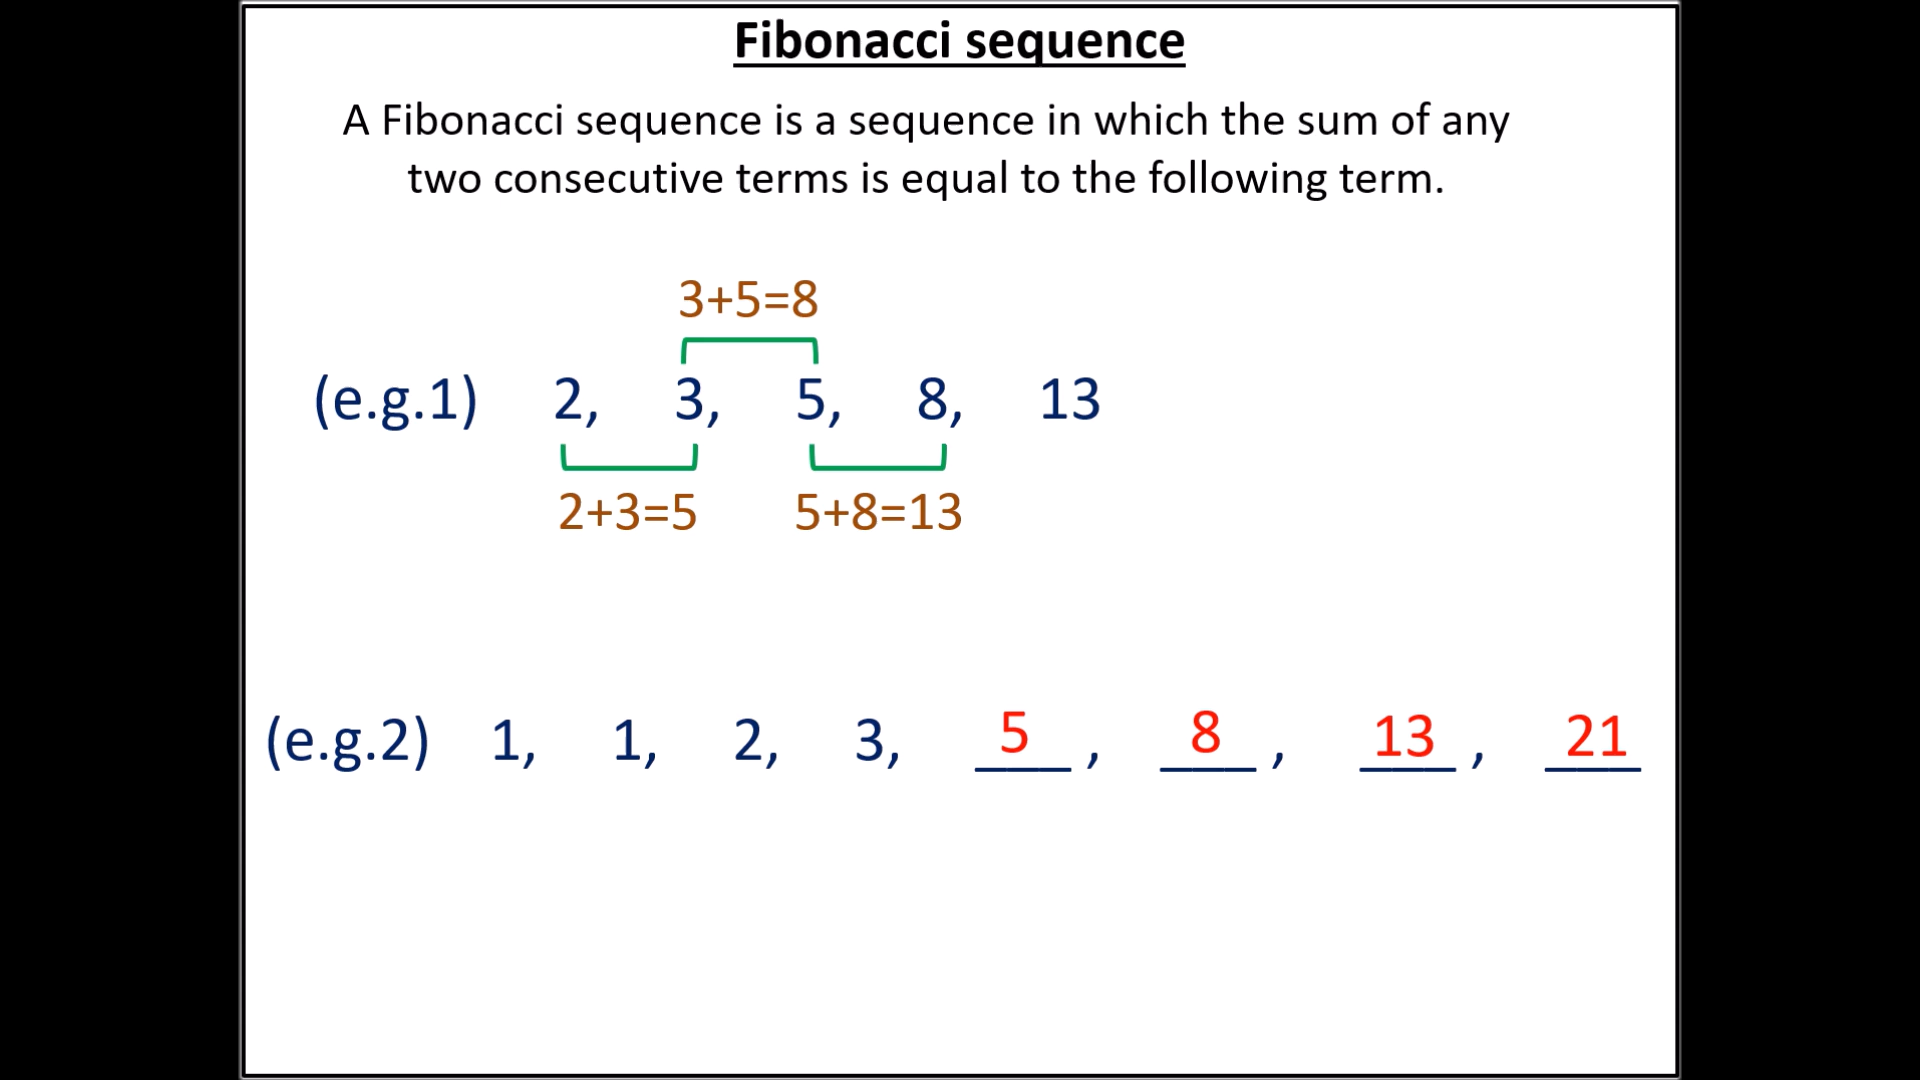 Fibonacci sequence
A Fibonacci sequence is a sequence in which the sum of any
two consecutive terms is equal to the following term.
3+5=8
(e.g.1) 2, 3, 5, 8, 13
2+3=5 5+8=13
(e.g.2) 1, 1, 2, 3, 5, 8, 13, 21